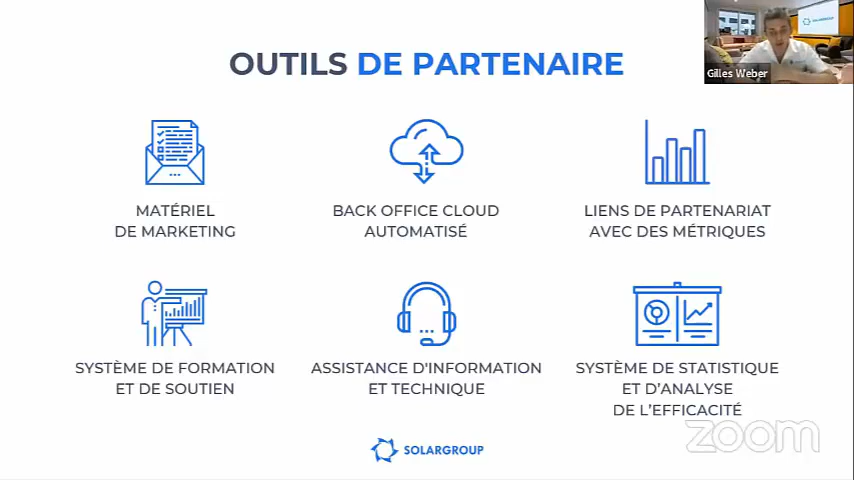 OUTILS DE PARTENAIRE
SOLARGROUP
Gilles Weber
MATÉRIEL
DE MARKETING
BACK OFFICE CLOUD
AUTOMATISÉ
LIENS DE PARTENARIAT
AVEC DES MÉTRIQUES
SYSTÈME DE FORMATION
ET DE SOUTIEN
ASSISTANCE D'INFORMATION
ET TECHNIQUE
SYSTÈME DE STATISTIQUE
ET D’ANALYSE
DE L’EFFICACITÉ
zoom
SOLARGROUP